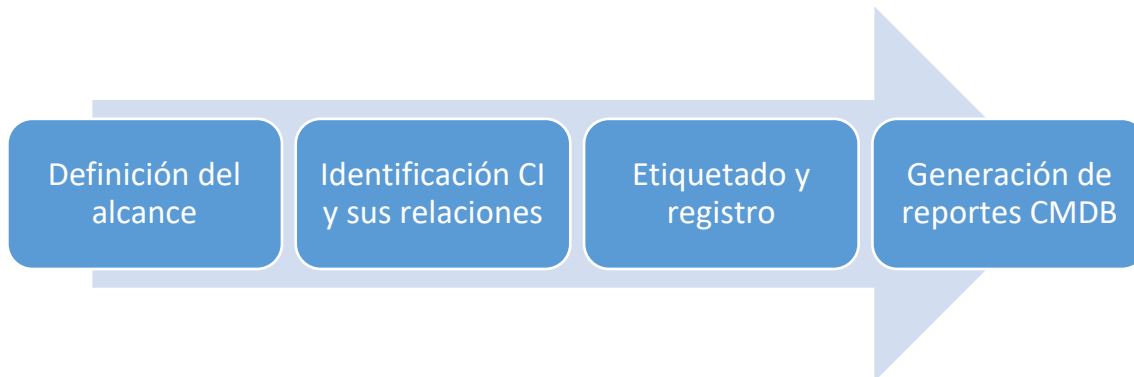 Definición del
alcance
Identificación CI
y sus relaciones
Etiquetado y
registro
Generación de
reportes CMDB